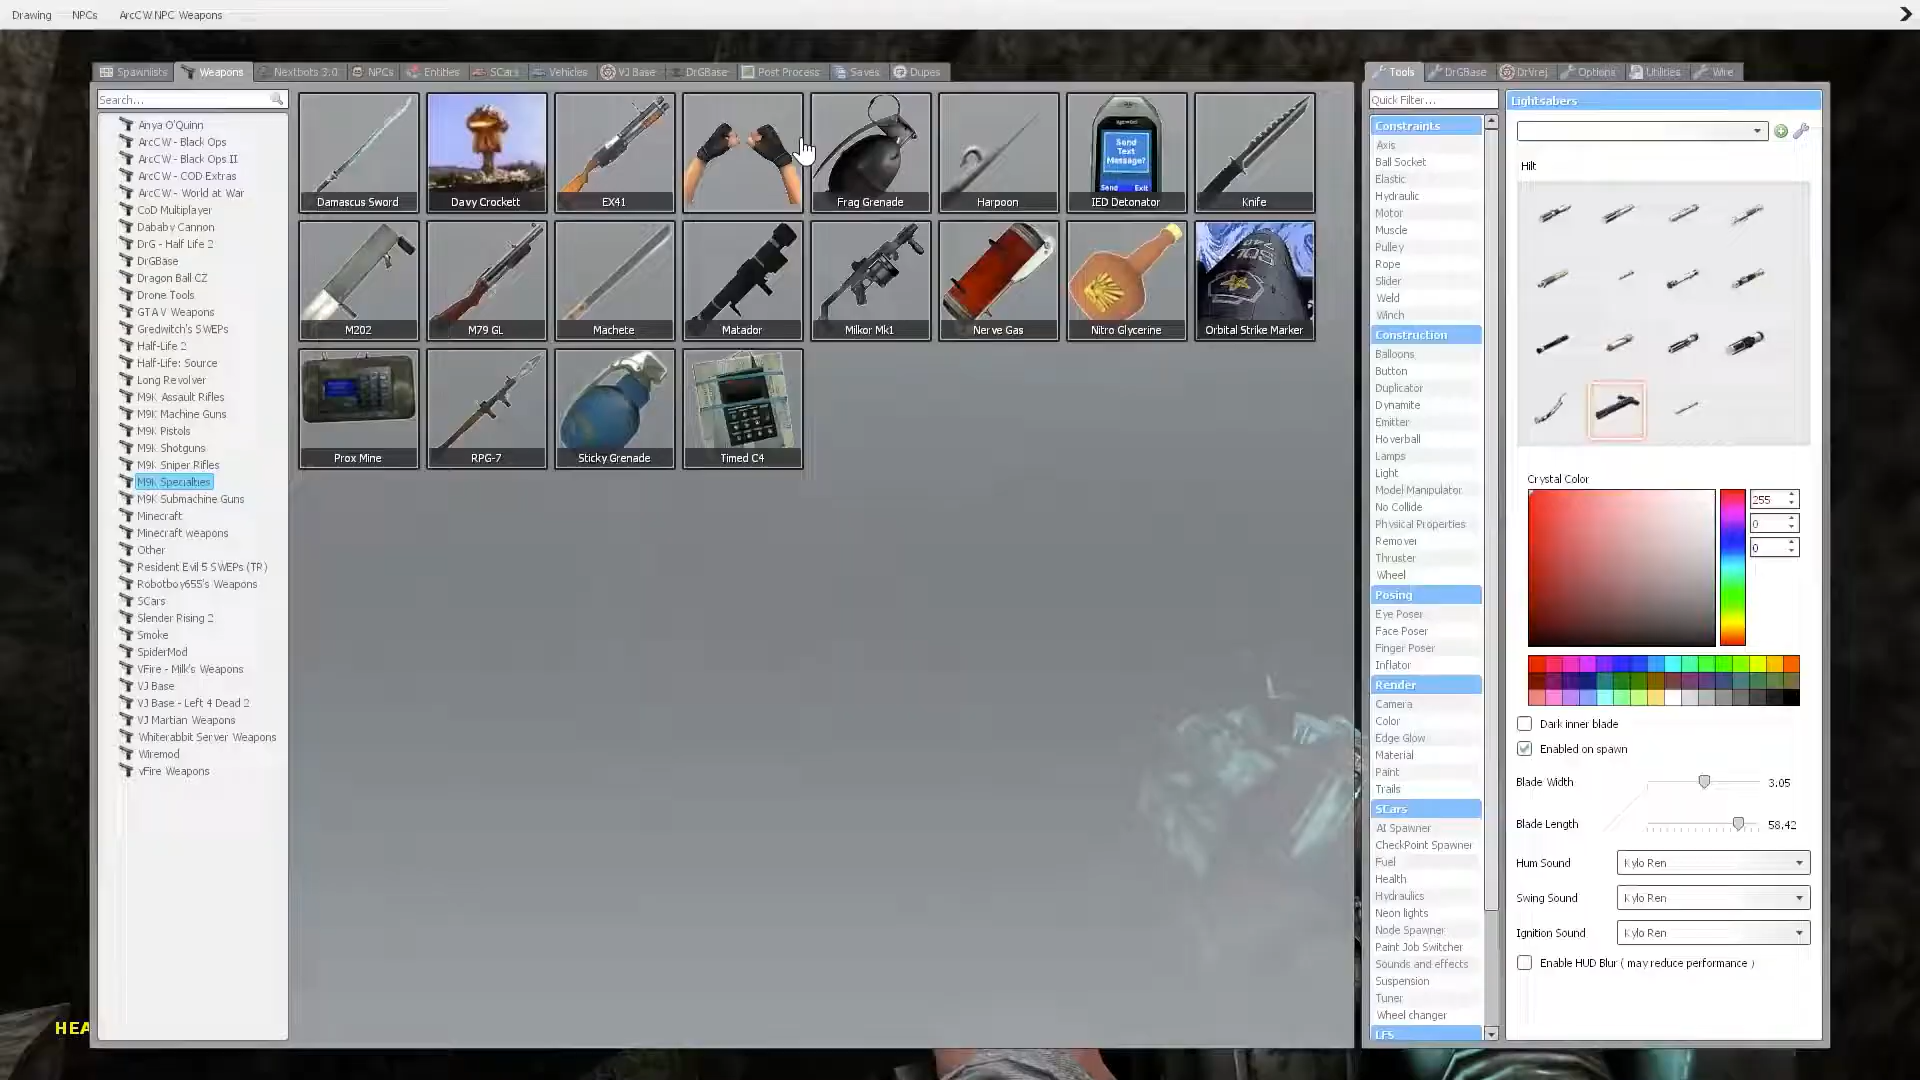 Drawing NPCs ArcCW NPC Weapons
Spawnlists Weapons Nextbots 3.0 NPCs Entities SCars Vehicles VJ Base DrGBase Post Process Saves Dupes
Search...
Anya O'Quinn
ArcCW - Black Ops
ArcCW - Black Ops II
ArcCW - COD Extras
ArcCW - World at War
CoD Multiplayer
Dababy Cannon
DrG - Half Life 2
DrGBase
Dragon Ball CZ
Drone Tools
GTA V Weapons
Gredwitch's SWEPs
Half-Life 2
Half-Life: Source
Long Revolver
M9K Assault Rifles
M9K Machine Guns
M9K Pistols
M9K Shotguns
M9K Sniper Rifles
M9K Specialties
M9K Submachine Guns
Minecraft
Minecraft weapons
Other
Resident Evil 5 SWEPs (TR)
Robotboy655's Weapons
SCars
Slender Rising 2
Smoke
SpiderMod
VFire - Milk's Weapons
VJ Base
VJ Base - Left 4 Dead 2
VJ Martian Weapons
Whiterabbit Server Weapons
Wiremod
vFire Weapons
Send
Text
Message?
Send Exit
Damascus Sword Davy Crockett EX41 Frag Grenade Harpoon IED Detonator Knife
M202 M79 GL Machete Matador Milkor Mk1 Nerve Gas Nitro Glycerine Orbital Strike Marker
Prox Mine RPG-7 Sticky Grenade Timed C4
HEA
Tools DrGBase DrVrej Options Utilities Wire
Quick Filter...
Constraints
Axis
Ball Socket
Elastic
Hydraulic
Motor
Muscle
Pulley
Rope
Slider
Weld
Winch
Construction
Balloons
Button
Duplicator
Dynamite
Emitter
Hoverball
Lamps
Light
Model Manipulator
No Collide
Physical Properties
Remover
Thruster
Wheel
Posing
Eye Poser
Face Poser
Finger Poser
Inflator
Render
Camera
Color
Edge Glow
Material
Paint
Trails
SCars
AI Spawner
CheckPoint Spawner
Fuel
Health
Hydraulics
Neon lights
Node Spawner
Paint Job Switcher
Sounds and effects
Suspension
Tuner
Wheel changer
LFS
Lightsabers
Hilt
Crystal Color
255
0
0
Dark inner blade
Enabled on spawn
Blade Width 3.05
Blade Length 58.42
Hum Sound Kylo Ren
Swing Sound Kylo Ren
Ignition Sound Kylo Ren
Enable HUD Blur ( may reduce performance )